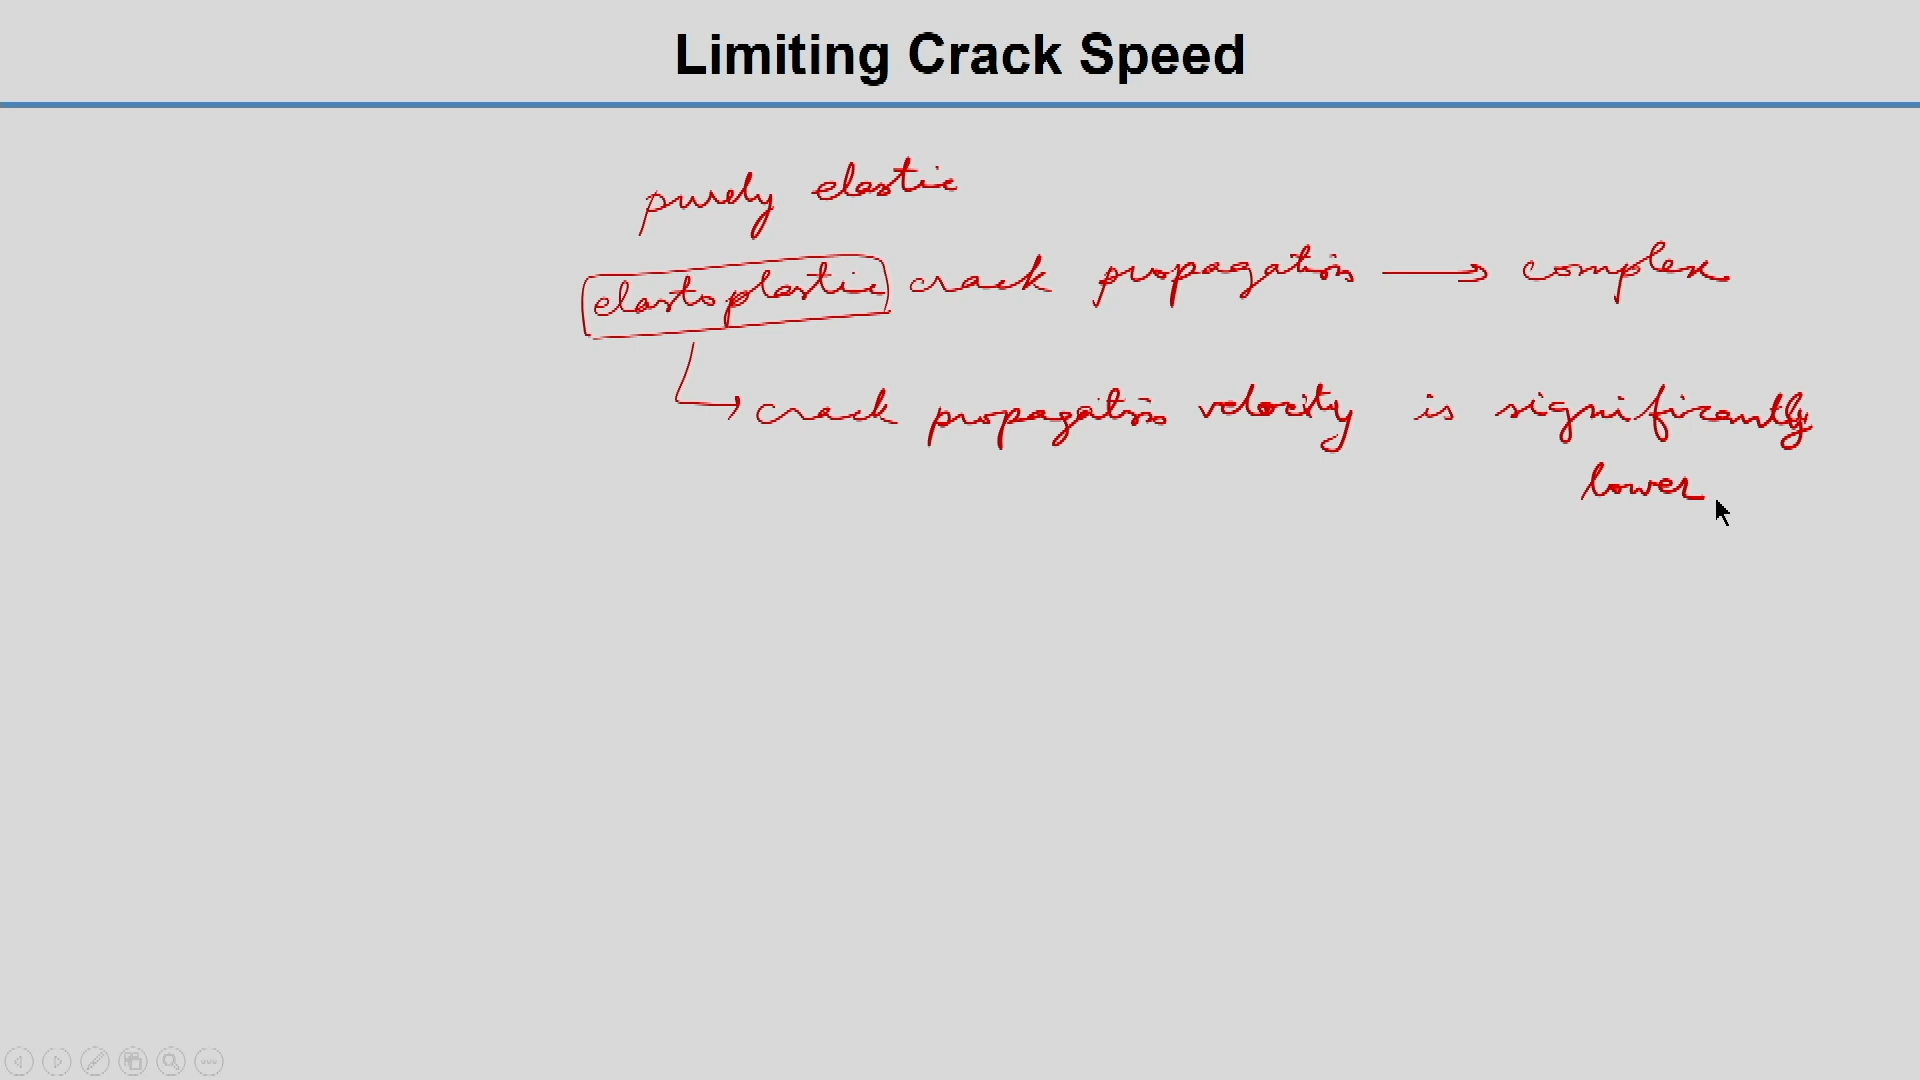 Limiting Crack Speed
purely elastic
elastoplastic crack propagation → complex
→ crack propagation velocity is significantly
lower